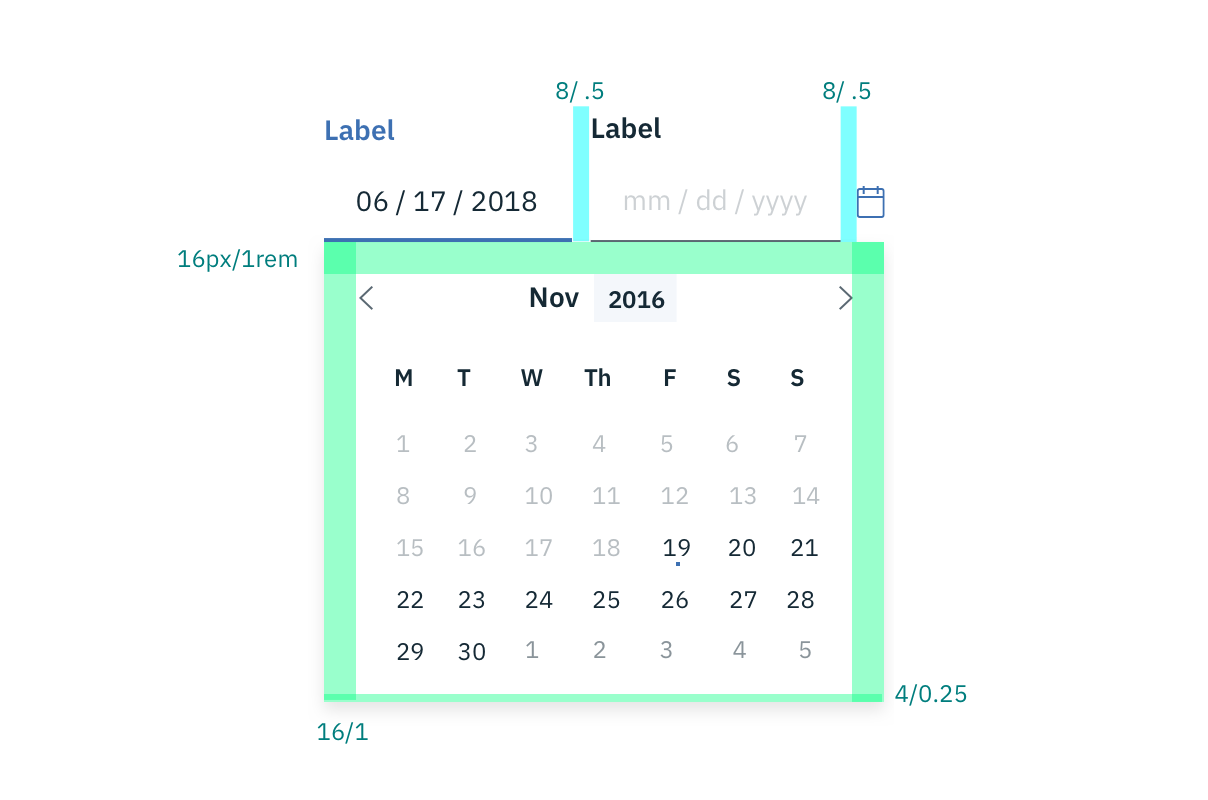 8/ .5 8/ .5
Label Label
06 / 17 / 2018 mm / dd / yyyy
16px/1rem
Nov 2016
M T W Th F S S
1 2 3 4 5 6 7
8 9 10 11 12 13 14
15 16 17 18 19 20 21
22 23 24 25 26 27 28
29 30 1 2 3 4 5
4/0.25
16/1